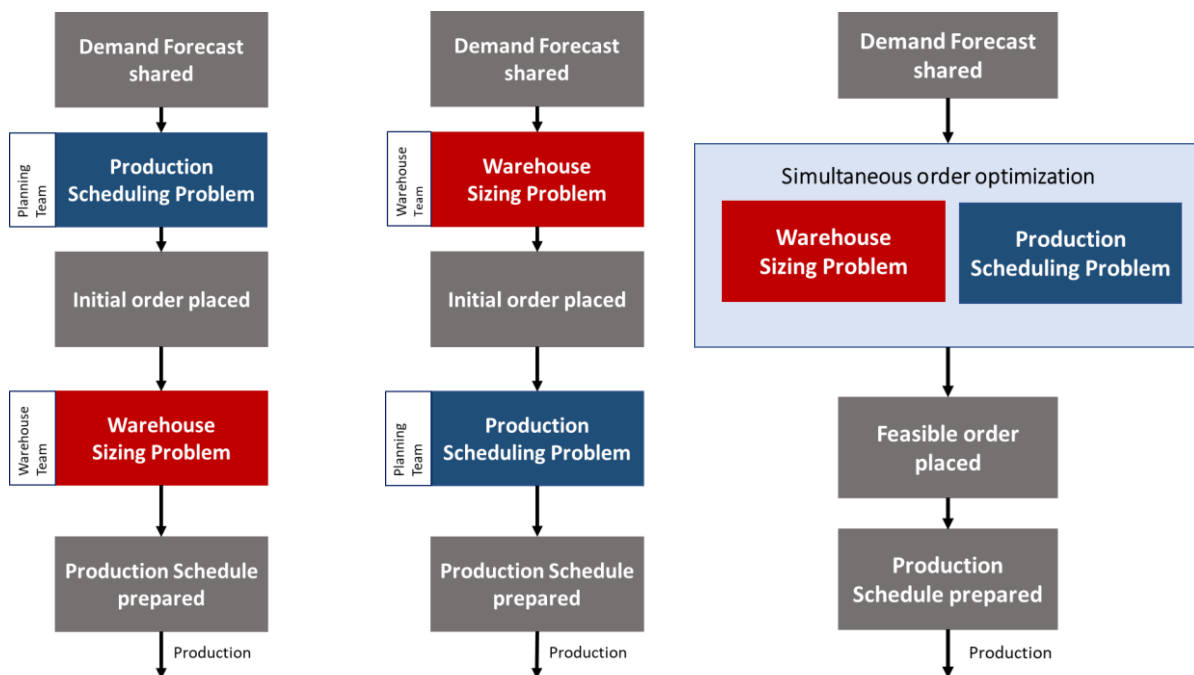 Demand Forecast
shared
Planning
Team
Production
Scheduling Problem
Initial order placed
Warehouse
Team
Warehouse
Sizing Problem
Production Schedule
prepared
Production
Demand Forecast
shared
Warehouse
Team
Warehouse
Sizing Problem
Initial order placed
Planning
Team
Production
Scheduling Problem
Production Schedule
prepared
Production
Demand Forecast
shared
Simultaneous order optimization
Warehouse
Sizing Problem
Production
Scheduling Problem
Feasible order
placed
Production
Schedule prepared
Production